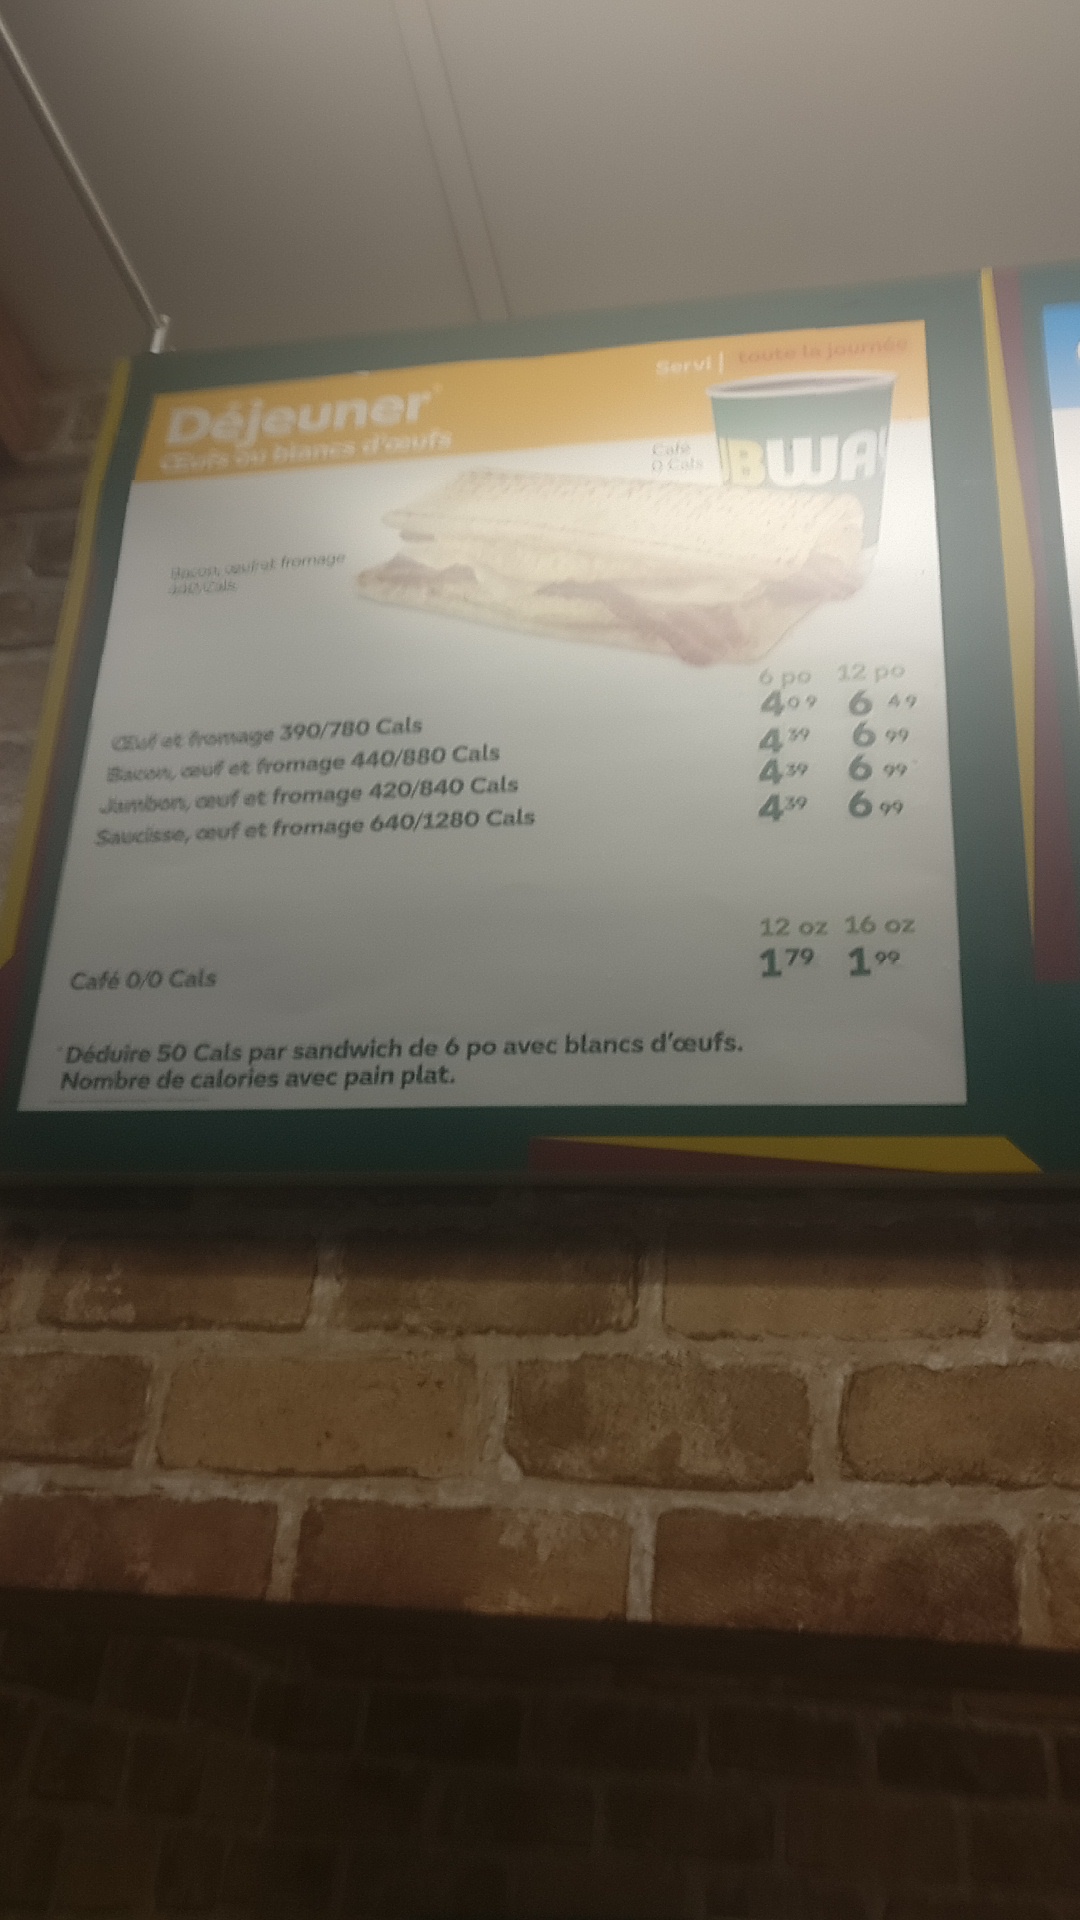 Servi | toute la journée
Déjeuner*
Œufs ou blancs d'œufs
Café
0 Cals
BWA
Bacon, œuf et fromage
440 Cals
6 po 12 po
Œuf et fromage 390/780 Cals 4 09 6 49
Bacon, œuf et fromage 440/880 Cals 4 39 6 99
Jambon, œuf et fromage 420/840 Cals 4 39 6 99
Saucisse, œuf et fromage 640/1280 Cals 4 39 6 99
12 oz 16 oz
Café 0/0 Cals 1 79 1 99
*Déduire 50 Cals par sandwich de 6 po avec blancs d'œufs.
Nombre de calories avec pain plat.